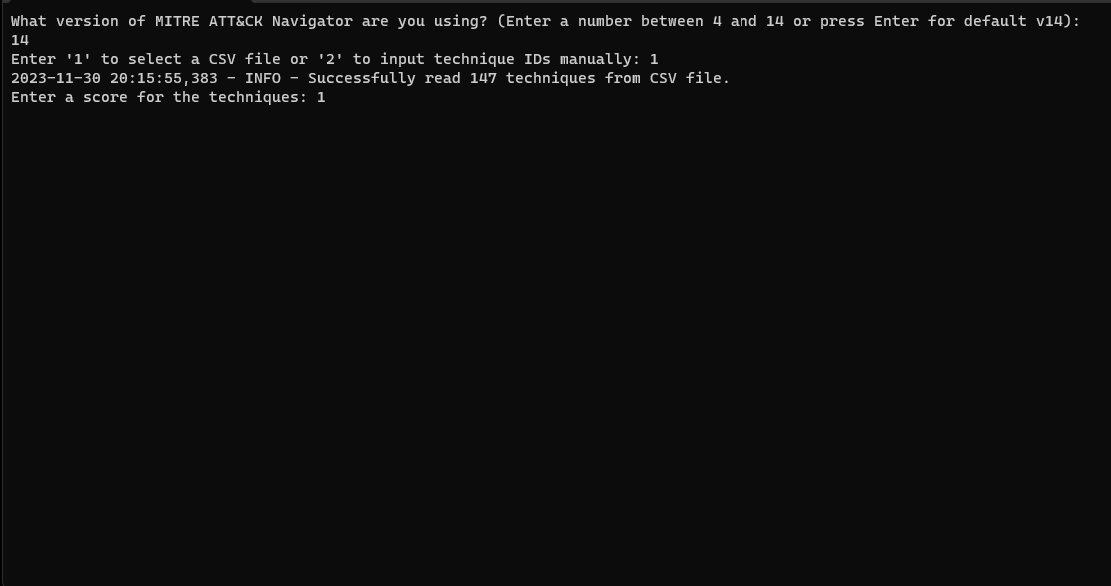 What version of MITRE ATT&CK Navigator are you using? (Enter a number between 4 and 14 or press Enter for default v14):
14
Enter '1' to select a CSV file or '2' to input technique IDs manually: 1
2023-11-30 20:15:55,383 - INFO - Successfully read 147 techniques from CSV file.
Enter a score for the techniques: 1